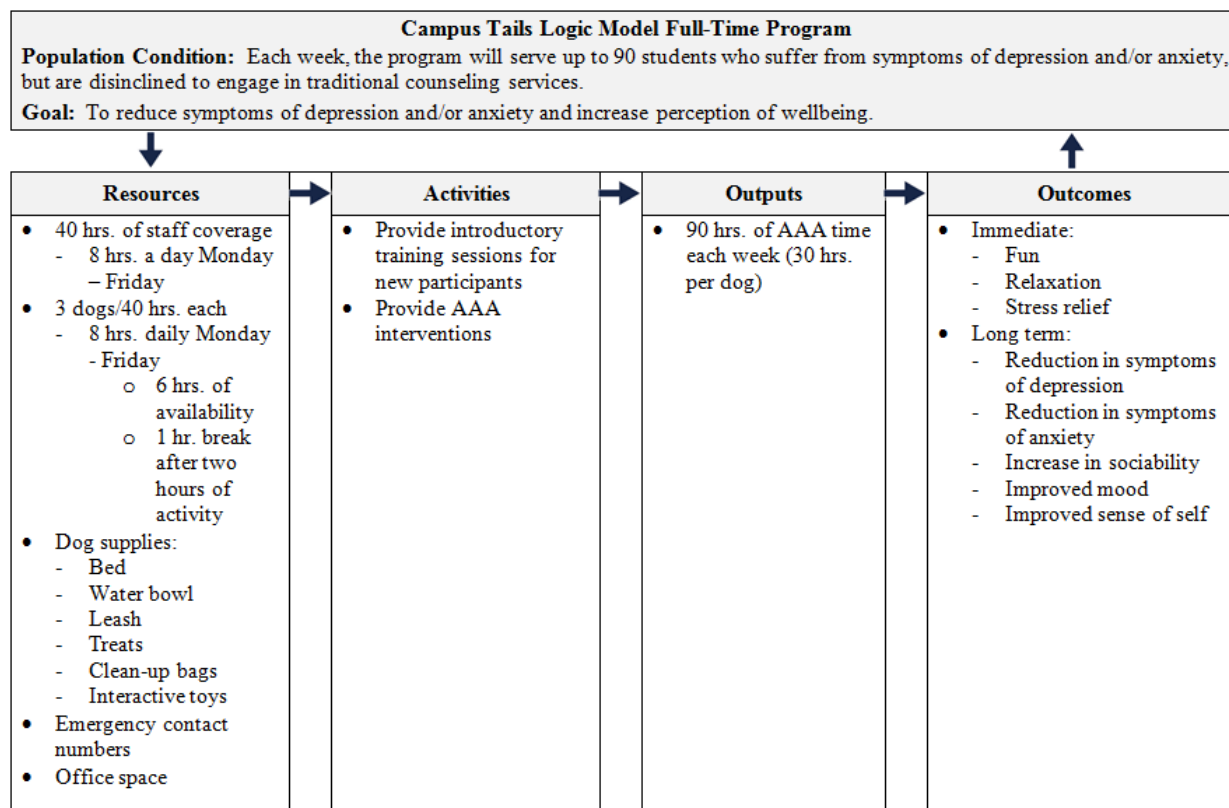 Campus Tails Logic Model Full-Time Program
Population Condition: Each week, the program will serve up to 90 students who suffer from symptoms of depression and/or anxiety,
but are disinclined to engage in traditional counseling services.
Goal: To reduce symptoms of depression and/or anxiety and increase perception of wellbeing.
Resources
• 40 hrs. of staff coverage
- 8 hrs. a day Monday
– Friday
• 3 dogs/40 hrs. each
- 8 hrs. daily Monday
- Friday
o 6 hrs. of
availability
o 1 hr. break
after two
hours of
activity
• Dog supplies:
- Bed
- Water bowl
- Leash
- Treats
- Clean-up bags
- Interactive toys
• Emergency contact
numbers
• Office space
Activities
• Provide introductory
training sessions for
new participants
• Provide AAA
interventions
Outputs
• 90 hrs. of AAA time
each week (30 hrs.
per dog)
Outcomes
• Immediate:
- Fun
- Relaxation
- Stress relief
• Long term:
- Reduction in symptoms
of depression
- Reduction in symptoms
of anxiety
- Increase in sociability
- Improved mood
- Improved sense of self